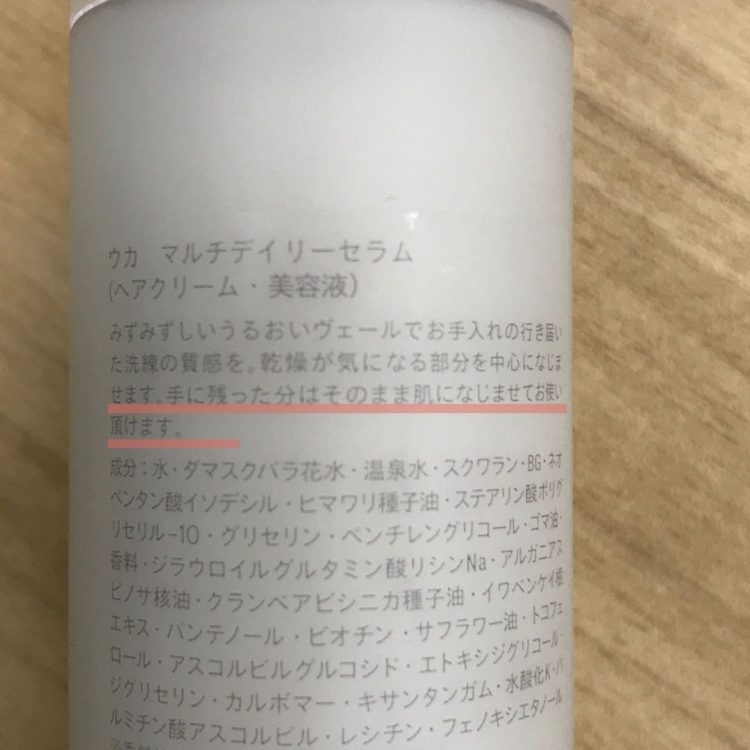 ウカ マルチデイリーセラム
(ヘアクリーム・美容液)
みずみずしいうるおいヴェールでお手入れの行き届い
た洗練の質感を。乾燥が気になる部分を中心になじま
せます。手に残った分はそのまま肌になじませてお使い
頂けます。
成分：水・ダマスクバラ花水・温泉水・スクワラン・BG・ネオ
ペンタン酸イソデシル・ヒマワリ種子油・ステアリン酸ポリグ
リセリル-10・グリセリン・ペンチレングリコール・ゴマ油・
香料・ジラウロイルグルタミン酸リシンNa・アルガニアス
ピノサ核油・クランベアビシニカ種子油・イワベンケイ根
エキス・パンテノール・ビオチン・サフラワー油・トコフェ
ロール・アスコルビルグルコシド・エトキシジグリコール・
ジグリセリン・カルボマー・キサンタンガム・水酸化K・パ
ルミチン酸アスコルビル・レシチン・フェノキシエタノール